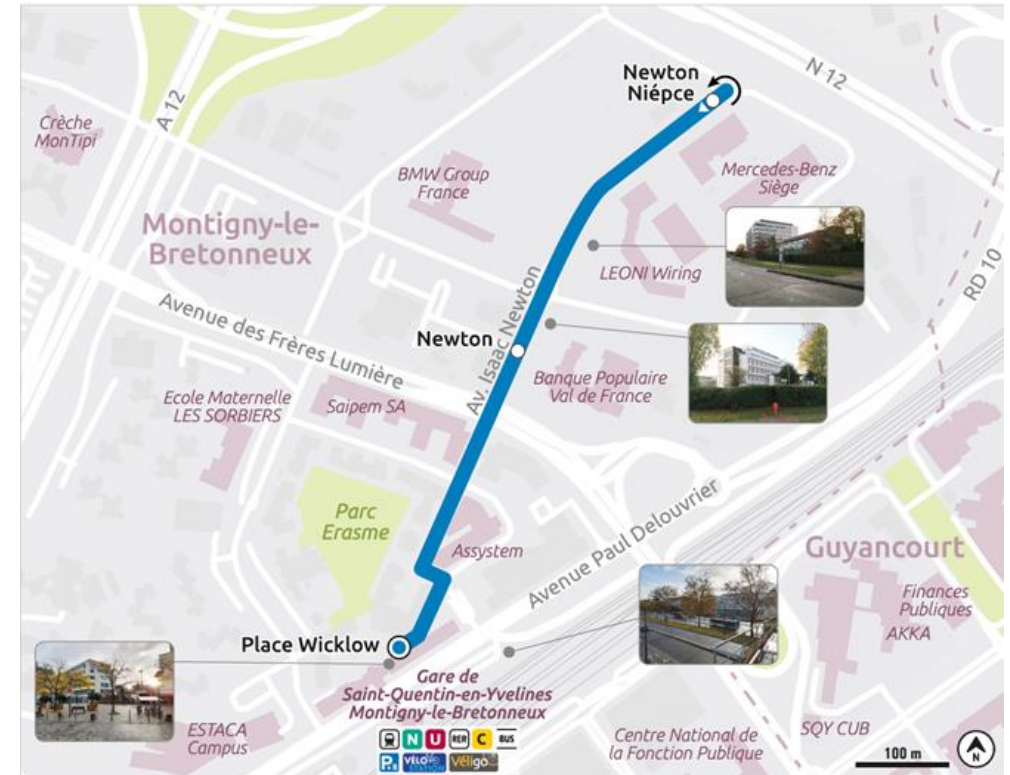 Newton
Niépce
N 12
A 12
Crèche
MonTipi
BMW Group
France
Mercedes-Benz
Siège
Montigny-le-
Bretonneux
LEONI Wiring
RD 10
Av. Isaac Newton
Avenue des Frères Lumière
Newton
Banque Populaire
Val de France
Ecole Maternelle
LES SORBIERS
Saipem SA
Parc
Erasme
Assystem
Avenue Paul Delouvrier
Guyancourt
Finances
Publiques
AKKA
Place Wicklow
Gare de
Saint-Quentin-en-Yvelines
Montigny-le-Bretonneux
N U RER C BUS
P+R VÉLO STATION Véligo
ESTACA
Campus
Centre National de
la Fonction Publique
SQY CUB
100 m
N